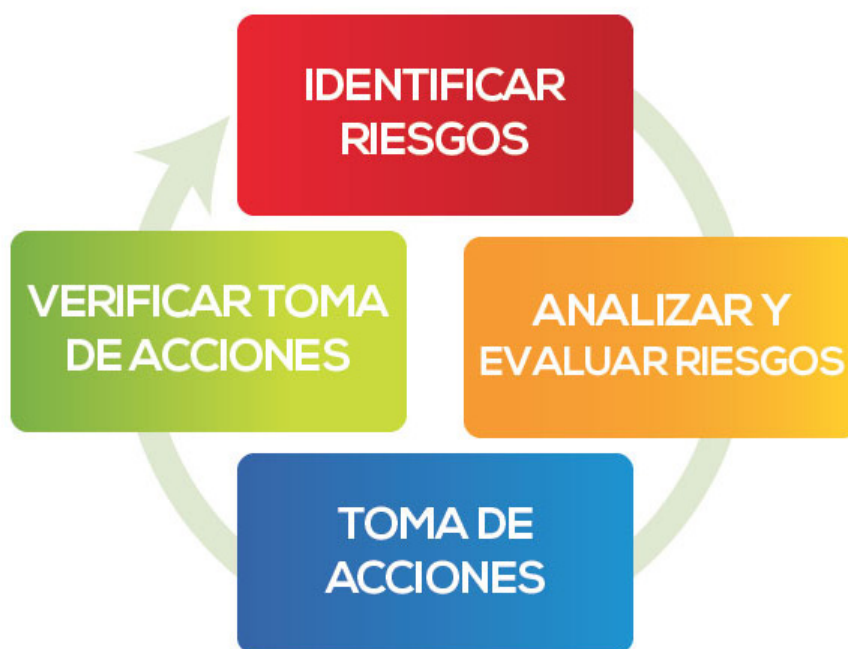 IDENTIFICAR
RIESGOS
ANALIZAR Y
EVALUAR RIESGOS
TOMA DE
ACCIONES
VERIFICAR TOMA
DE ACCIONES